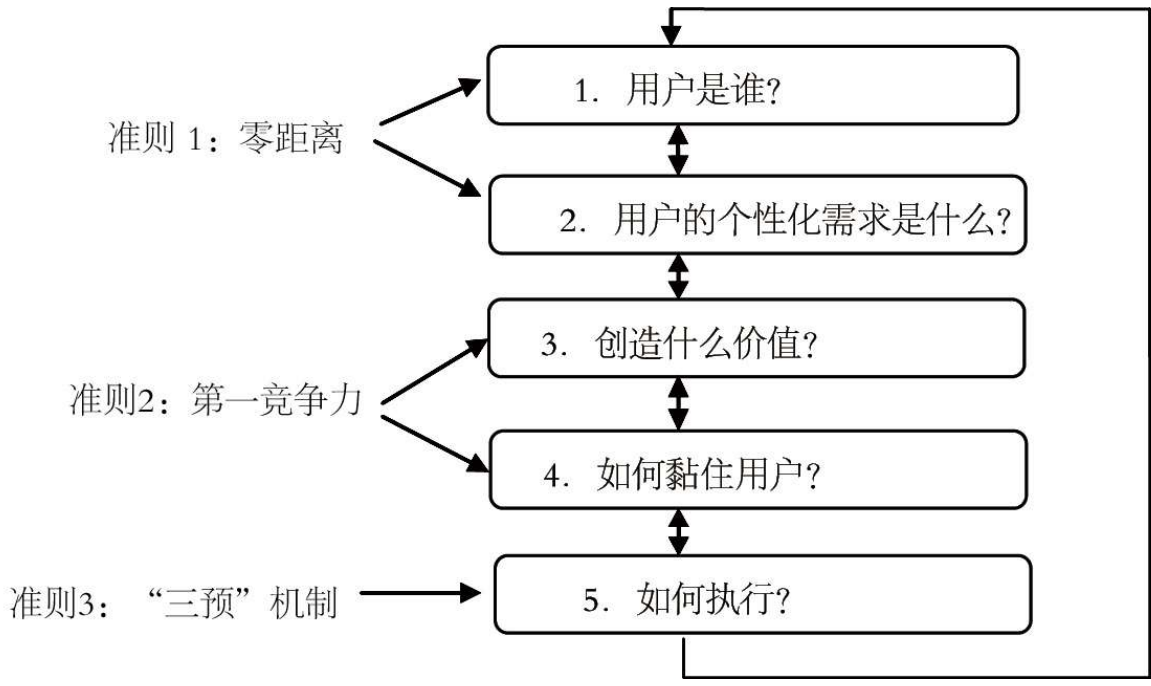 1. 用户是谁?
准则 1: 零距离
2. 用户的个性化需求是什么?
3. 创造什么价值?
准则2: 第一竞争力
4. 如何黏住用户?
准则3: “三预” 机制
5. 如何执行?